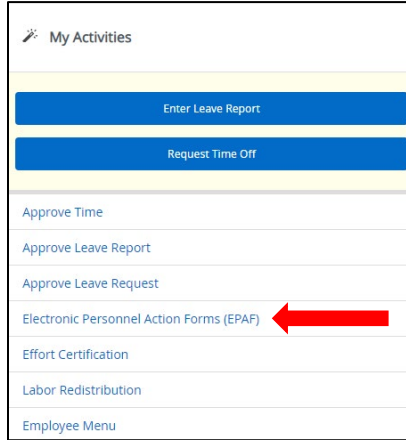 My Activities
Enter Leave Report
Request Time Off
Approve Time
Approve Leave Report
Approve Leave Request
Electronic Personnel Action Forms (EPAF)
Effort Certification
Labor Redistribution
Employee Menu